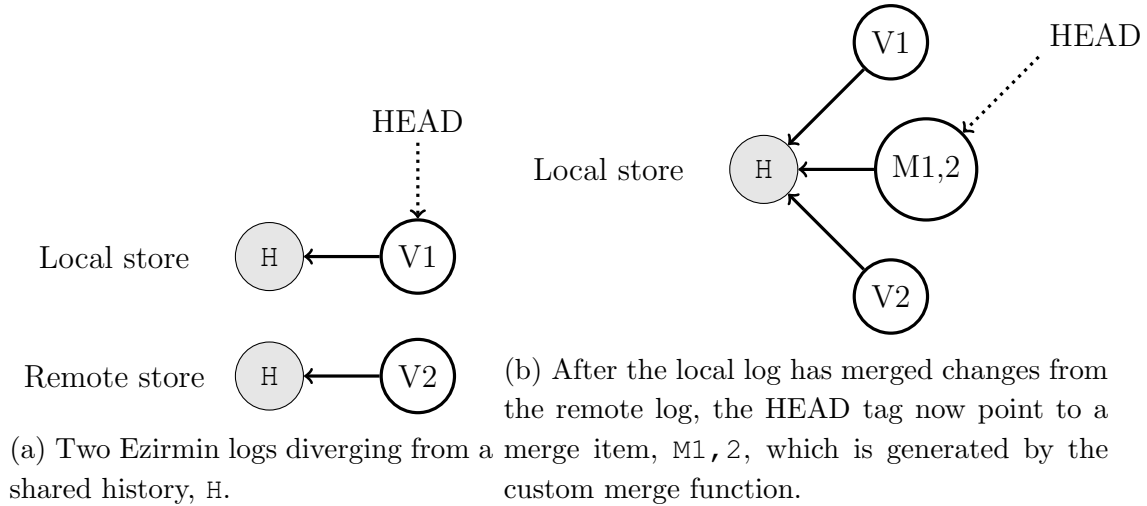 HEAD
Local store
H
V1
Remote store
H
V2
(a) Two Ezirmin logs diverging from a
shared history, H.
V1
HEAD
Local store
H
M1,2
V2
(b) After the local log has merged changes from
the remote log, the HEAD tag now point to a
merge item, M1,2, which is generated by the
custom merge function.